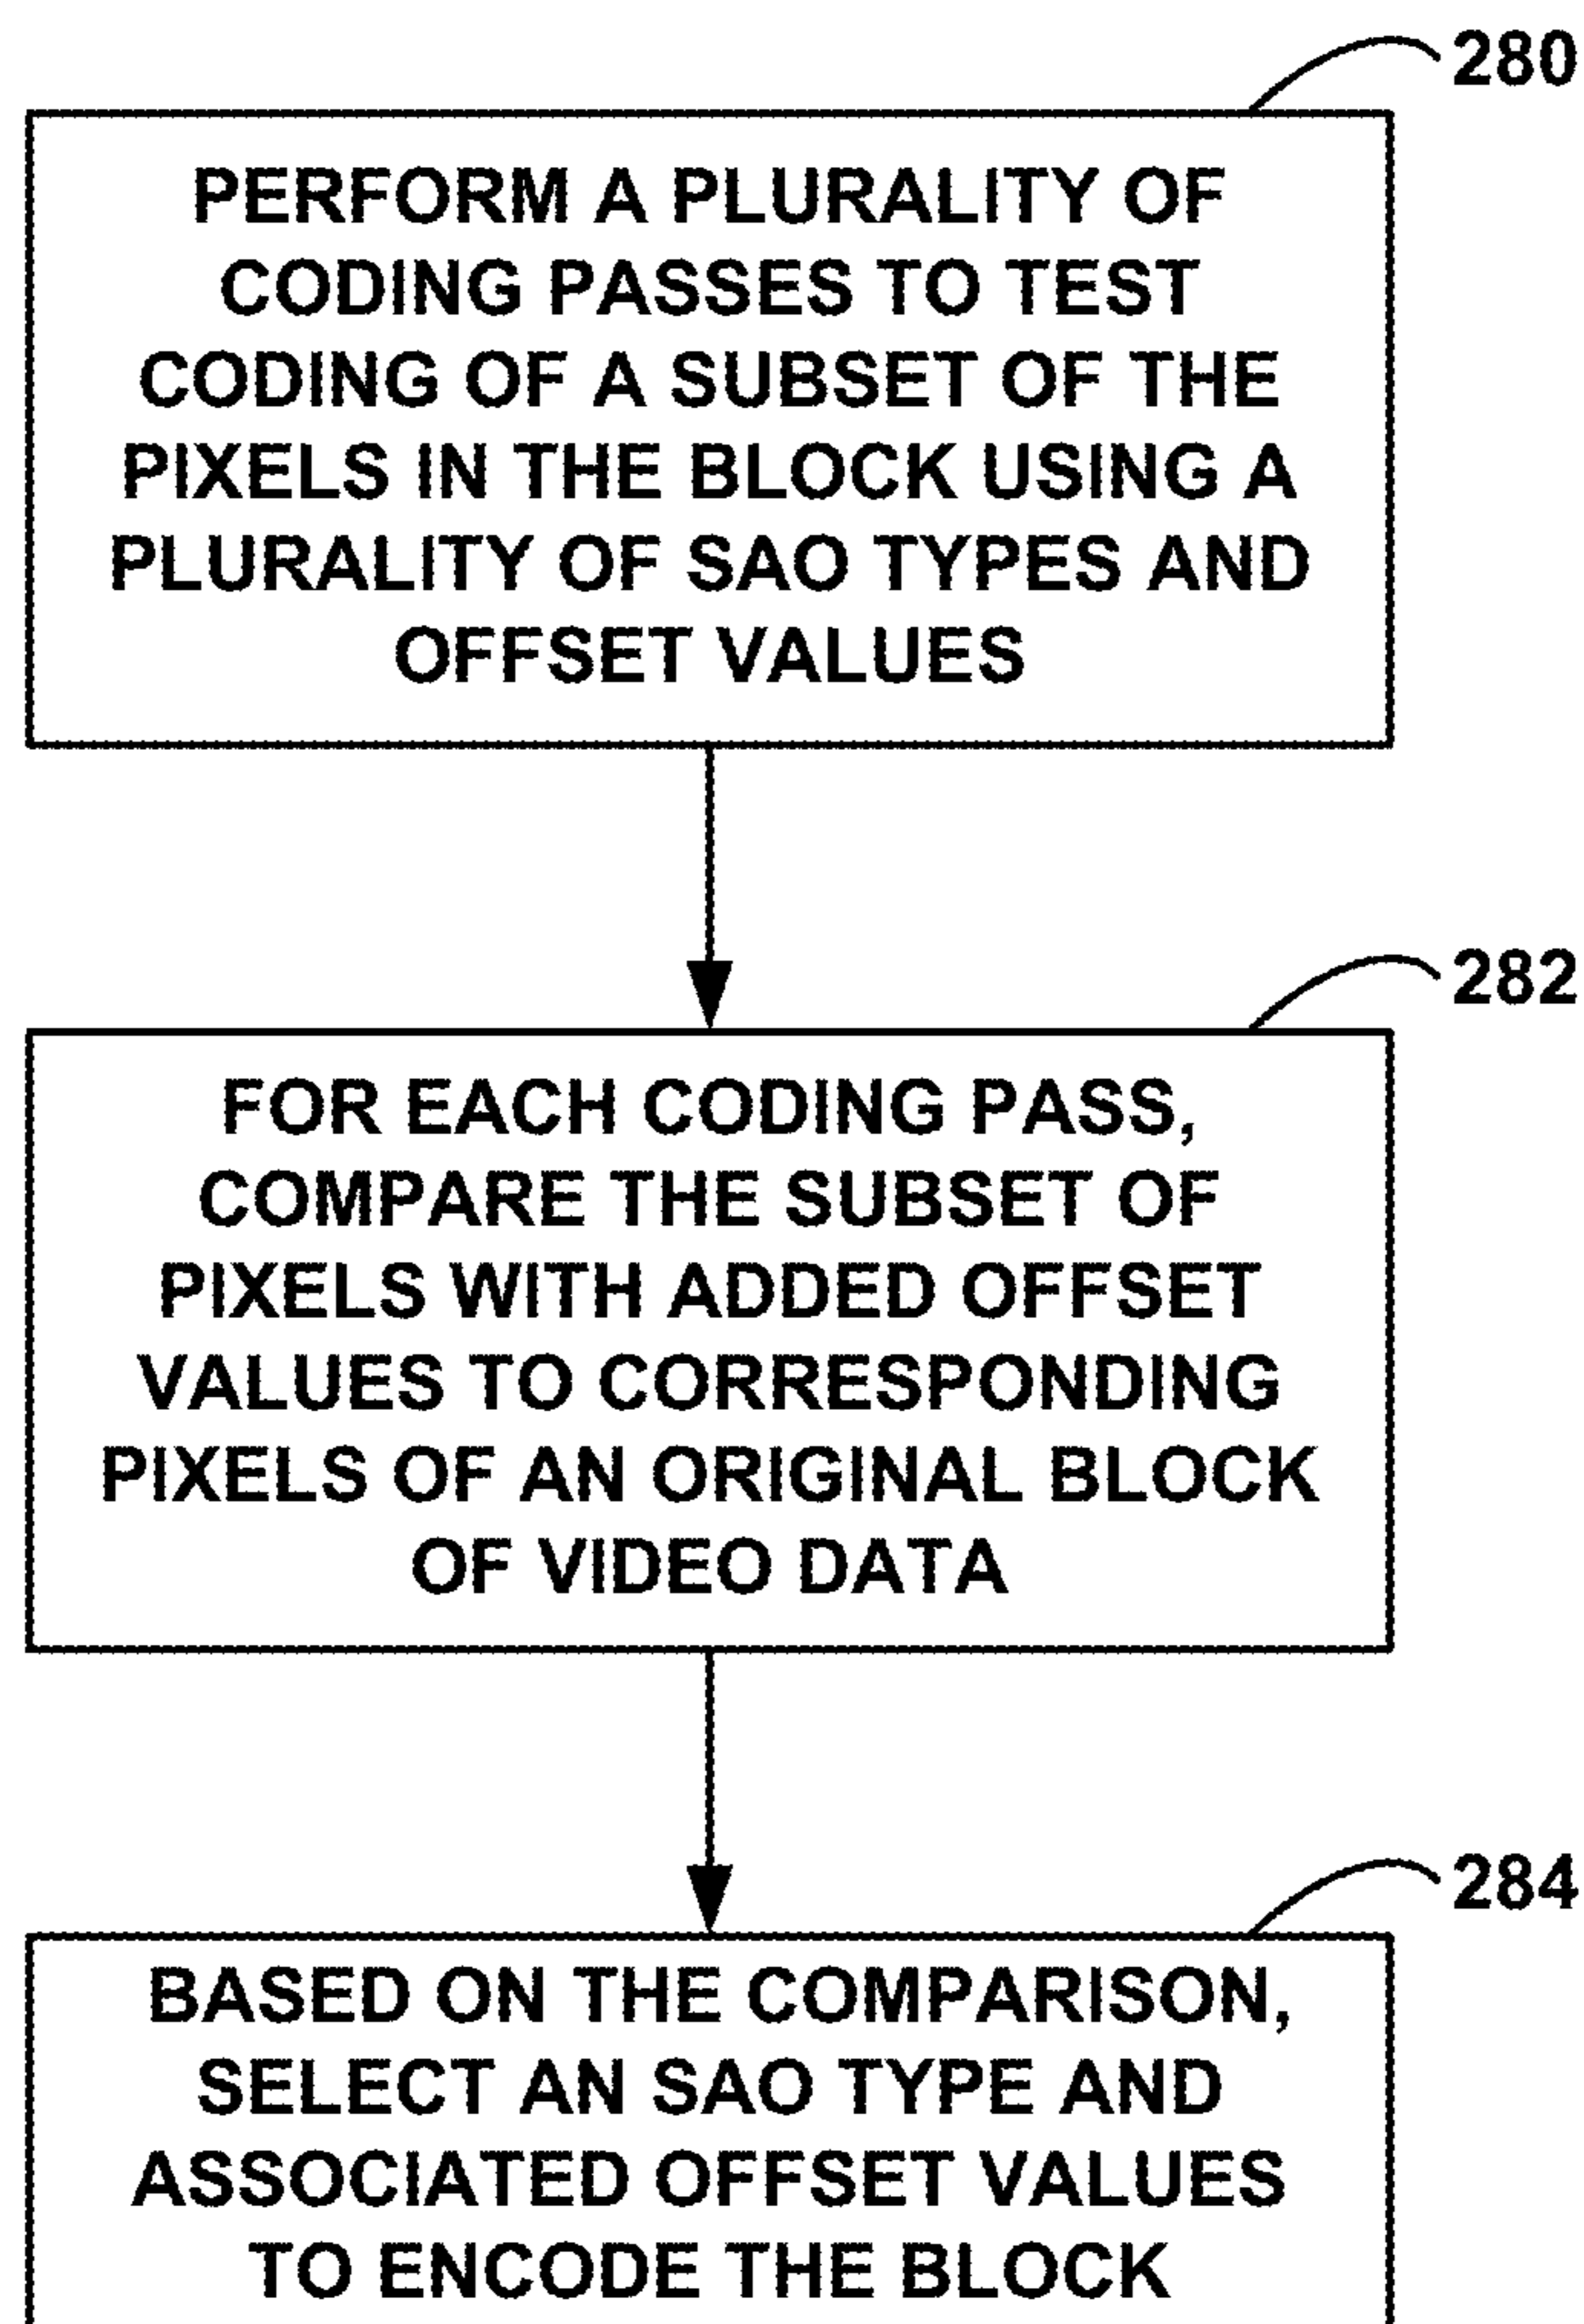 280
PERFORM A PLURALITY OF
CODING PASSES TO TEST
CODING OF A SUBSET OF THE
PIXELS IN THE BLOCK USING A
PLURALITY OF SAO TYPES AND
OFFSET VALUES
282
FOR EACH CODING PASS,
COMPARE THE SUBSET OF
PIXELS WITH ADDED OFFSET
VALUES TO CORRESPONDING
PIXELS OF AN ORIGINAL BLOCK
OF VIDEO DATA
284
BASED ON THE COMPARISON,
SELECT AN SAO TYPE AND
ASSOCIATED OFFSET VALUES
TO ENCODE THE BLOCK